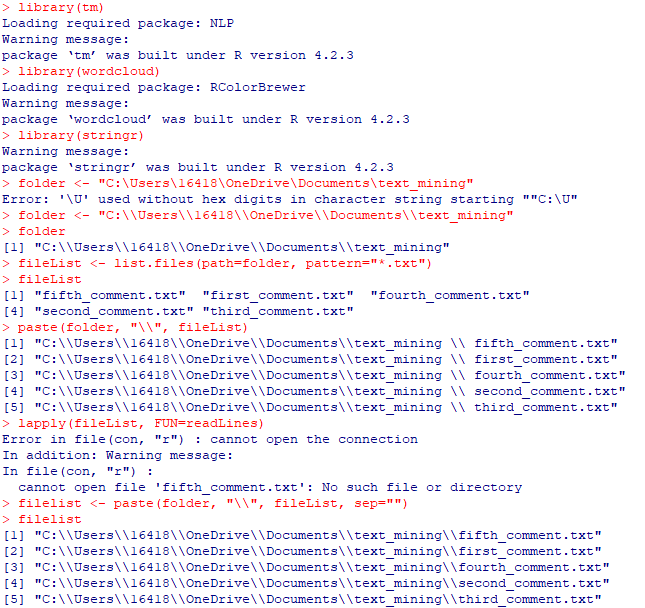 > library(tm)
Loading required package: NLP
Warning message:
package ‘tm’ was built under R version 4.2.3
> library(wordcloud)
Loading required package: RColorBrewer
Warning message:
package ‘wordcloud’ was built under R version 4.2.3
> library(stringr)
Warning message:
package ‘stringr’ was built under R version 4.2.3
> folder <- "C:\Users\16418\OneDrive\Documents\text_mining"
Error: '\U' used without hex digits in character string starting ""C:\U"
> folder <- "C:\\Users\\16418\\OneDrive\\Documents\\text_mining"
> folder
[1] "C:\\Users\\16418\\OneDrive\\Documents\\text_mining"
> fileList <- list.files(path=folder, pattern="*.txt")
> fileList
[1] "fifth_comment.txt"  "first_comment.txt"  "fourth_comment.txt"
[4] "second_comment.txt" "third_comment.txt"
> paste(folder, "\\", fileList)
[1] "C:\\Users\\16418\\OneDrive\\Documents\\text_mining \\ fifth_comment.txt"
[2] "C:\\Users\\16418\\OneDrive\\Documents\\text_mining \\ first_comment.txt"
[3] "C:\\Users\\16418\\OneDrive\\Documents\\text_mining \\ fourth_comment.txt"
[4] "C:\\Users\\16418\\OneDrive\\Documents\\text_mining \\ second_comment.txt"
[5] "C:\\Users\\16418\\OneDrive\\Documents\\text_mining \\ third_comment.txt"
> lapply(fileList, FUN=readLines)
Error in file(con, "r") : cannot open the connection
In addition: Warning message:
In file(con, "r") :
  cannot open file 'fifth_comment.txt': No such file or directory
> filelist <- paste(folder, "\\", fileList, sep="")
> filelist
[1] "C:\\Users\\16418\\OneDrive\\Documents\\text_mining\\fifth_comment.txt"
[2] "C:\\Users\\16418\\OneDrive\\Documents\\text_mining\\first_comment.txt"
[3] "C:\\Users\\16418\\OneDrive\\Documents\\text_mining\\fourth_comment.txt"
[4] "C:\\Users\\16418\\OneDrive\\Documents\\text_mining\\second_comment.txt"
[5] "C:\\Users\\16418\\OneDrive\\Documents\\text_mining\\third_comment.txt"